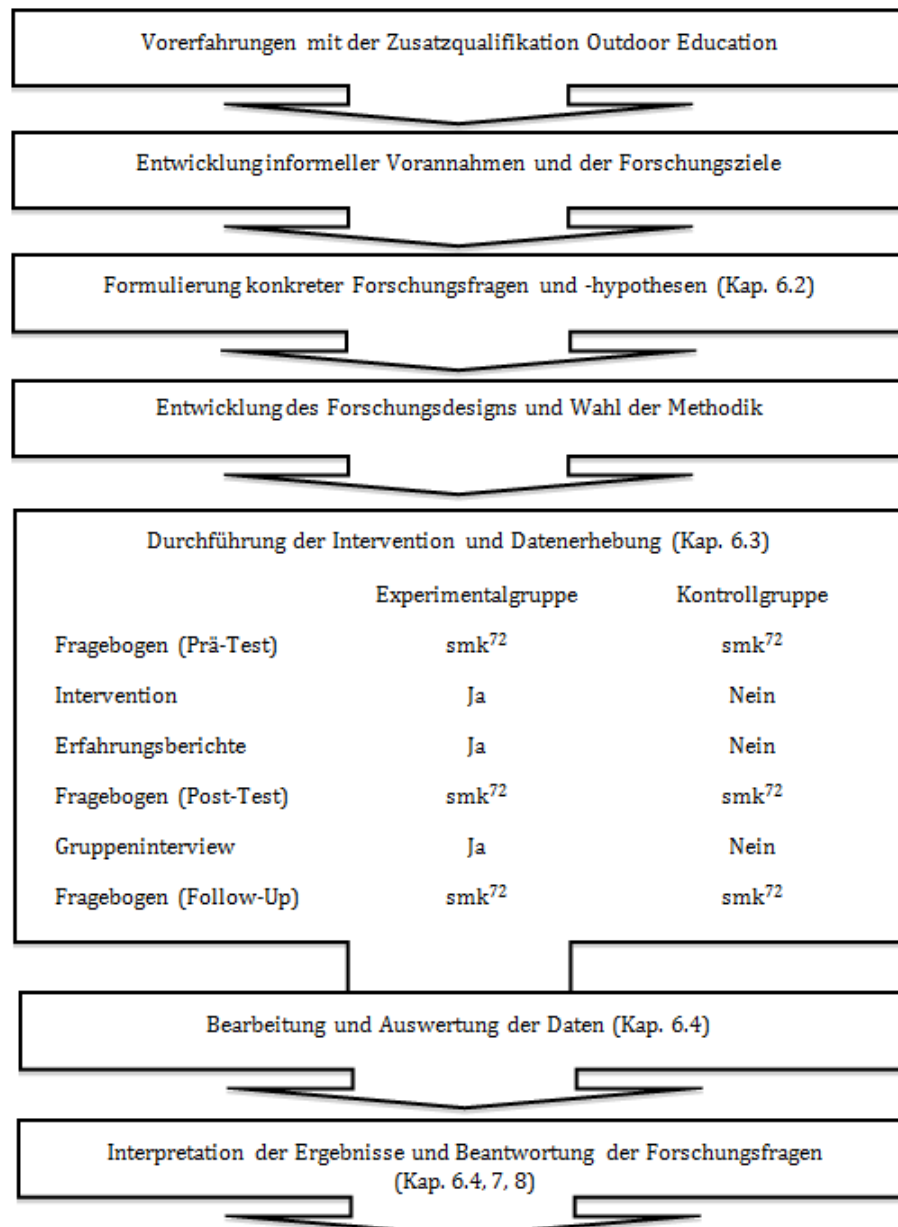 Vorerfahrungen mit der Zusatzqualifikation Outdoor Education
Entwicklung informeller Vorannahmen und der Forschungsziele
Formulierung konkreter Forschungsfragen und -hypothesen (Kap. 6.2)
Entwicklung des Forschungsdesigns und Wahl der Methodik
Durchführung der Intervention und Datenerhebung (Kap. 6.3)
Experimentalgruppe Kontrollgruppe
Fragebogen (Prä-Test) smk⁷² smk⁷²
Intervention Ja Nein
Erfahrungsberichte Ja Nein
Fragebogen (Post-Test) smk⁷² smk⁷²
Gruppeninterview Ja Nein
Fragebogen (Follow-Up) smk⁷² smk⁷²
Bearbeitung und Auswertung der Daten (Kap. 6.4)
Interpretation der Ergebnisse und Beantwortung der Forschungsfragen
(Kap. 6.4, 7, 8)